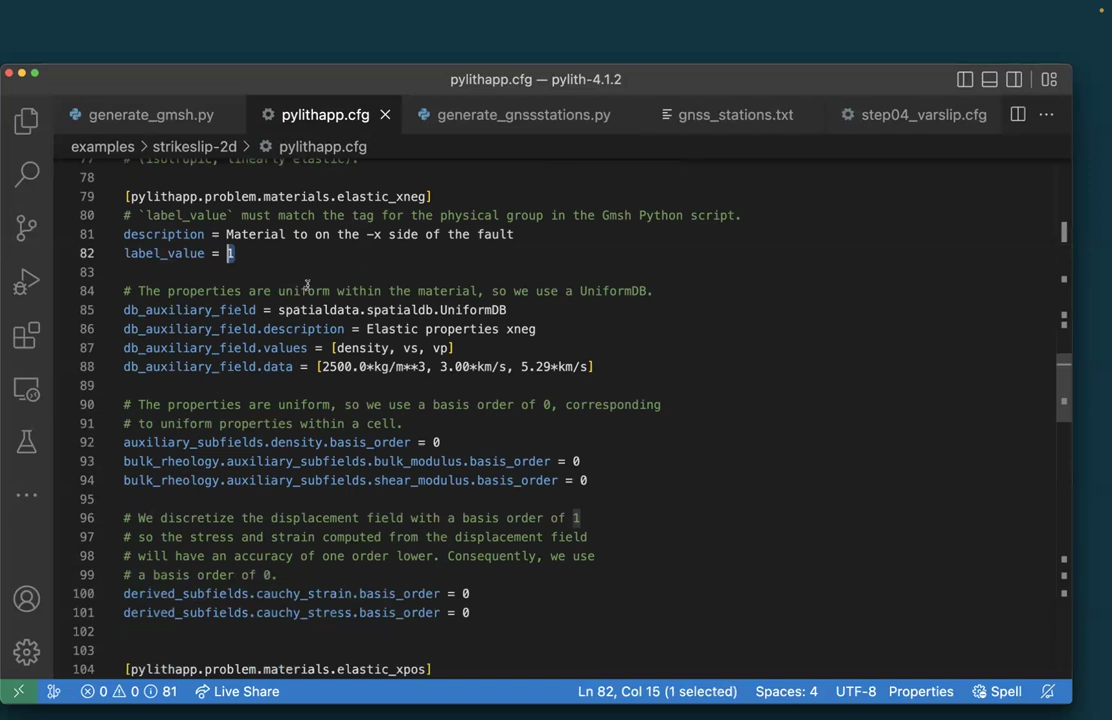 pylithapp.cfg — pylith-4.1.2
generate_gmsh.py
pylithapp.cfg
generate_gnssstations.py
gnss_stations.txt
step04_varslip.cfg
examples > strikeslip-2d > pylithapp.cfg
77 # (isotropic, linearly elastic).
78
79 [pylithapp.problem.materials.elastic_xneg]
80 # `label_value` must match the tag for the physical group in the Gmsh Python script.
81 description = Material to on the -x side of the fault
82 label_value = 1
83
84 # The properties are uniform within the material, so we use a UniformDB.
85 db_auxiliary_field = spatialdata.spatialdb.UniformDB
86 db_auxiliary_field.description = Elastic properties xneg
87 db_auxiliary_field.values = [density, vs, vp]
88 db_auxiliary_field.data = [2500.0*kg/m**3, 3.00*km/s, 5.29*km/s]
89
90 # The properties are uniform, so we use a basis order of 0, corresponding
91 # to uniform properties within a cell.
92 auxiliary_subfields.density.basis_order = 0
93 bulk_rheology.auxiliary_subfields.bulk_modulus.basis_order = 0
94 bulk_rheology.auxiliary_subfields.shear_modulus.basis_order = 0
95
96 # We discretize the displacement field with a basis order of 1
97 # so the stress and strain computed from the displacement field
98 # will have an accuracy of one order lower. Consequently, we use
99 # a basis order of 0.
100 derived_subfields.cauchy_strain.basis_order = 0
101 derived_subfields.cauchy_stress.basis_order = 0
102
103
104 [pylithapp.problem.materials.elastic_xpos]
0 0 81 Live Share Ln 82, Col 15 (1 selected) Spaces: 4 UTF-8 Properties Spell